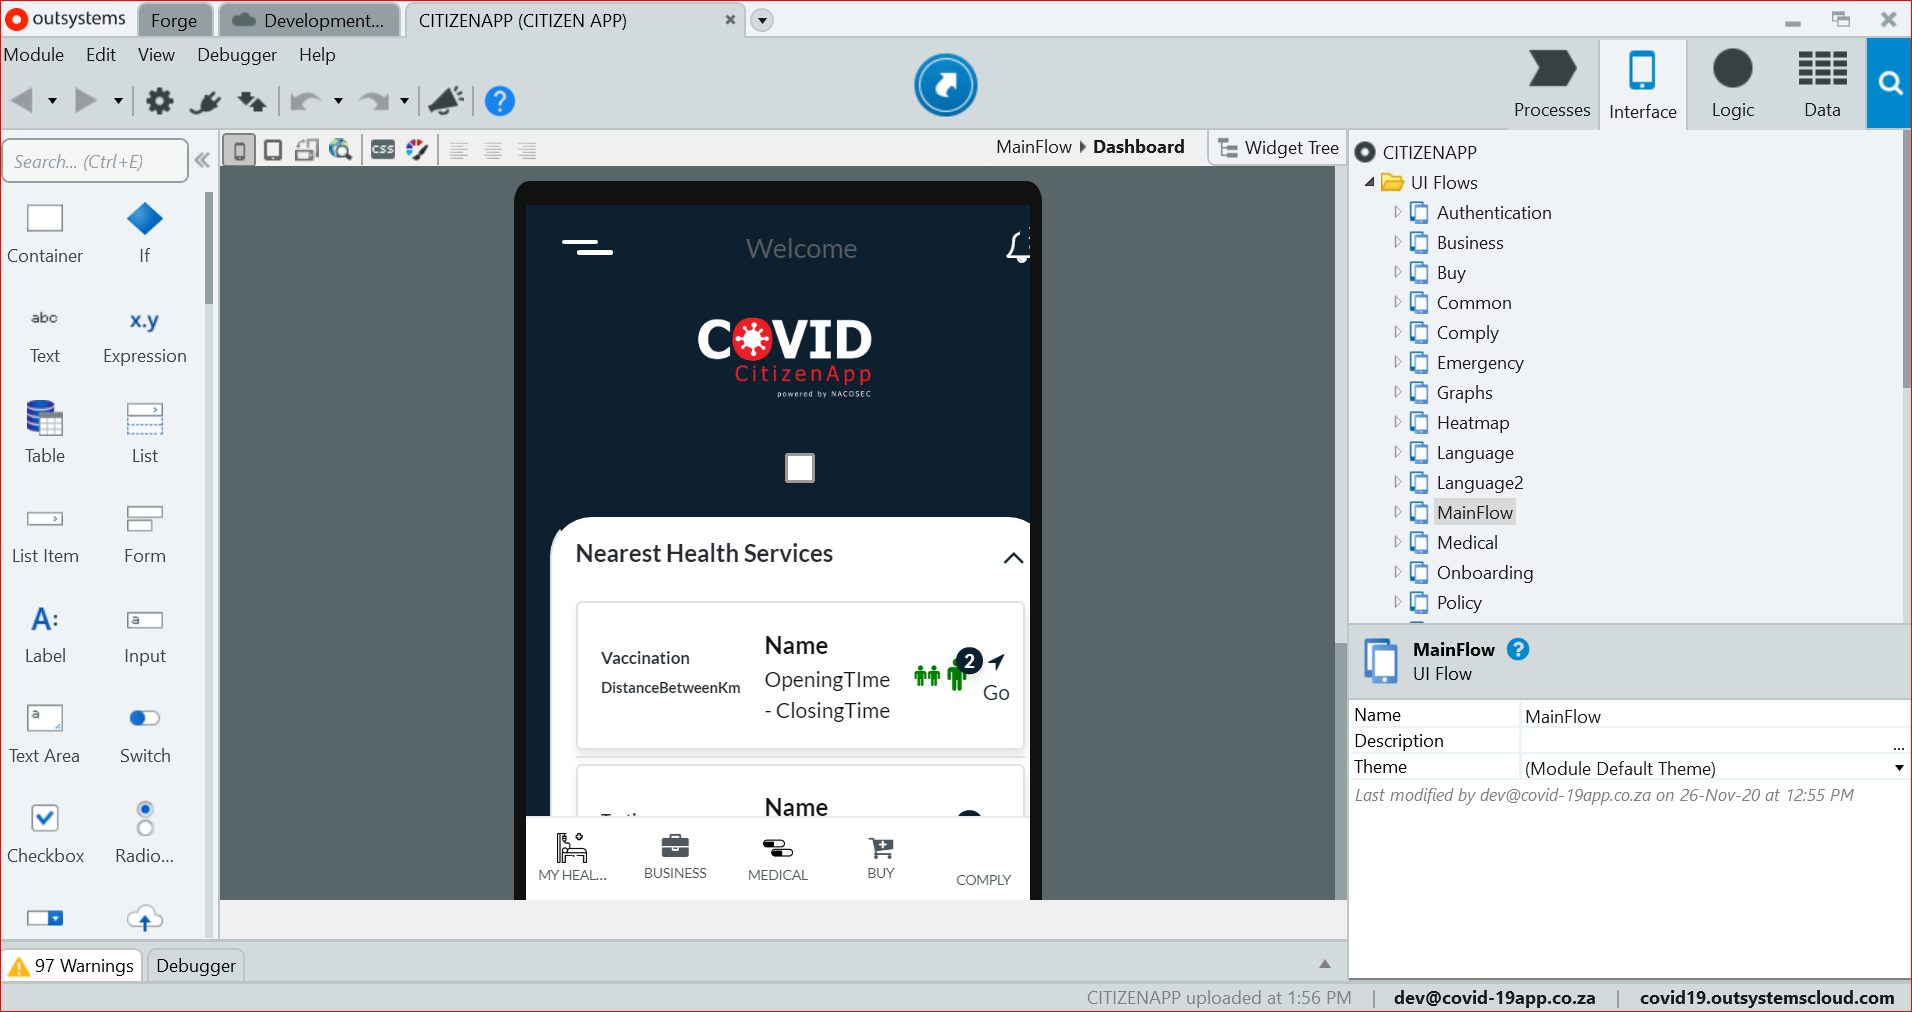 outsystems
Forge
Development...
CITIZENAPP (CITIZEN APP)
Module Edit View Debugger Help
Processes
Interface
Logic
Data
Search... (Ctrl+E)
css
MainFlow Dashboard
Widget Tree
Container
If
abc
x.y
Text
Expression
Table
List
List Item
Form
A:
a
Label
Input
a
Text Area
Switch
Checkbox
Radio...
Welcome
COVID
CitizenApp
powered by NACOSEC
Nearest Health Services
Vaccination
DistanceBetweenKm
Name
OpeningTIme
- ClosingTime
2
Go
Name
MY HEAL...
BUSINESS
MEDICAL
BUY
COMPLY
CITIZENAPP
UI Flows
Authentication
Business
Buy
Common
Comply
Emergency
Graphs
Heatmap
Language
Language2
MainFlow
Medical
Onboarding
Policy
MainFlow ?
UI Flow
Name MainFlow
Description ...
Theme (Module Default Theme)
Last modified by dev@covid-19app.co.za on 26-Nov-20 at 12:55 PM
97 Warnings
Debugger
CITIZENAPP uploaded at 1:56 PM | dev@covid-19app.co.za | covid19.outsystemscloud.com